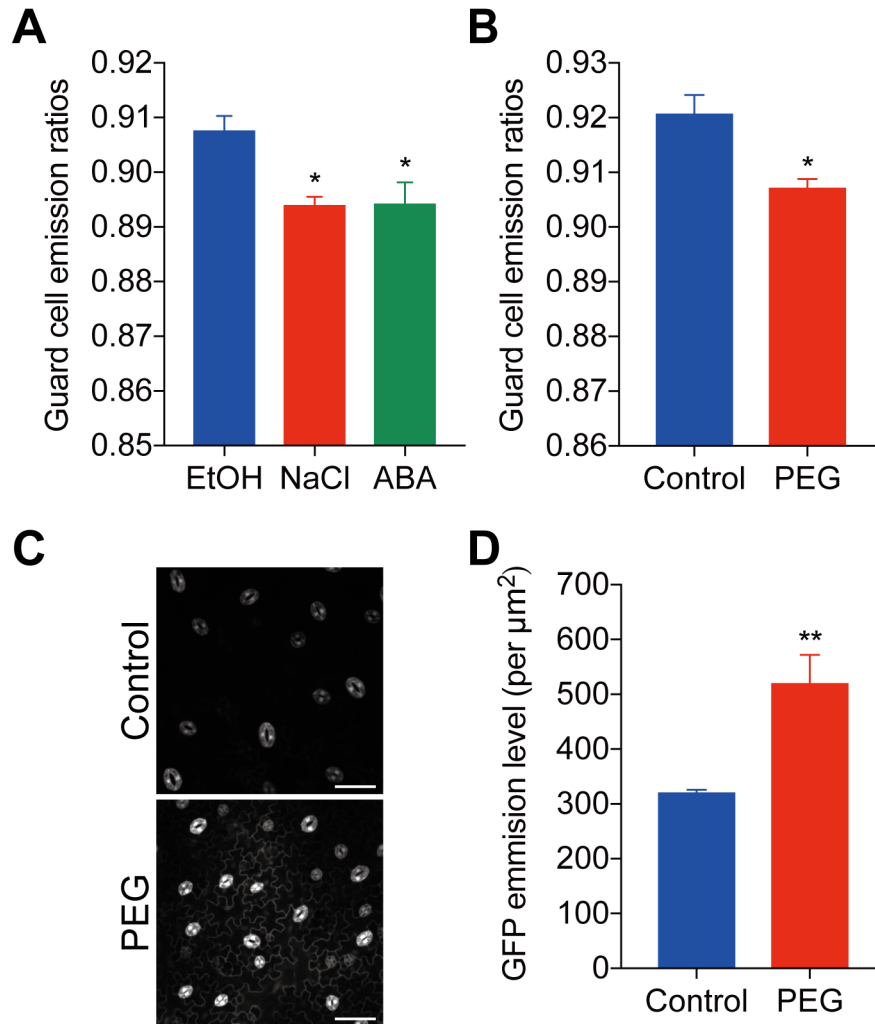 A
Guard cell emission ratios
0.92
0.91
0.90
0.89
0.88
0.87
0.86
0.85
*
*
EtOH NaCl ABA
B
Guard cell emission ratios
0.93
0.92
0.91
0.90
0.89
0.88
0.87
0.86
*
Control PEG
C
Control
PEG
D
GFP emmision level (per µm²)
700
600
500
400
300
200
100
0
**
Control PEG